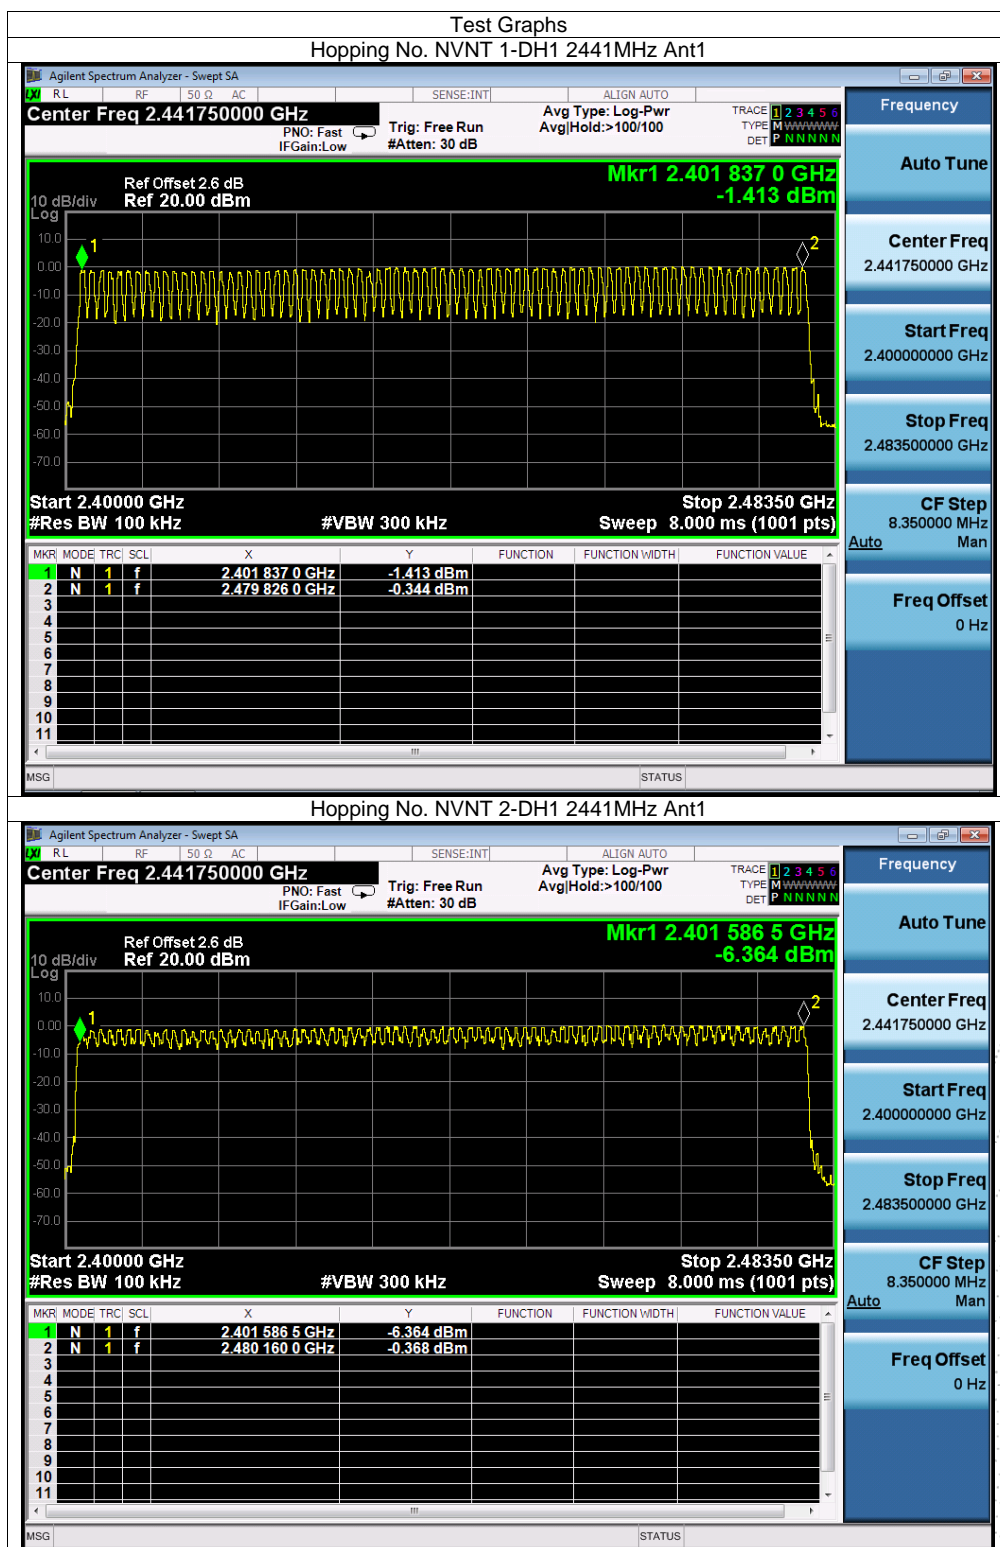 Test Graphs
Hopping No. NVNT 1-DH1 2441MHz Ant1
Agilent Spectrum Analyzer - Swept SA
LXI RL RF 50 Ω AC SENSE:INT ALIGN AUTO
Center Freq 2.441750000 GHz
PNO: Fast
IFGain:Low
Trig: Free Run
#Atten: 30 dB
Avg Type: Log-Pwr
Avg|Hold:>100/100
TRACE 1 2 3 4 5 6
TYPE M WWWWW
DET P N N N N N
Ref Offset 2.6 dB
Ref 20.00 dBm
10 dB/div
Log
Mkr1 2.401 837 0 GHz
-1.413 dBm
10.0
0.00
-10.0
-20.0
-30.0
-40.0
-50.0
-60.0
-70.0
1
2
Start 2.40000 GHz
Stop 2.48350 GHz
#Res BW 100 kHz
#VBW 300 kHz
Sweep 8.000 ms (1001 pts)
MKR MODE TRC SCL X Y FUNCTION FUNCTION WIDTH FUNCTION VALUE
1 N 1 f 2.401 837 0 GHz -1.413 dBm
2 N 1 f 2.479 826 0 GHz -0.344 dBm
3
4
5
6
7
8
9
10
11
MSG
STATUS
Frequency
Auto Tune
Center Freq
2.441750000 GHz
Start Freq
2.400000000 GHz
Stop Freq
2.483500000 GHz
CF Step
8.350000 MHz
Auto Man
Freq Offset
0 Hz
Hopping No. NVNT 2-DH1 2441MHz Ant1
Agilent Spectrum Analyzer - Swept SA
LXI RL RF 50 Ω AC SENSE:INT ALIGN AUTO
Center Freq 2.441750000 GHz
PNO: Fast
IFGain:Low
Trig: Free Run
#Atten: 30 dB
Avg Type: Log-Pwr
Avg|Hold:>100/100
TRACE 1 2 3 4 5 6
TYPE M WWWWW
DET P N N N N N
Ref Offset 2.6 dB
Ref 20.00 dBm
10 dB/div
Log
Mkr1 2.401 586 5 GHz
-6.364 dBm
10.0
0.00
-10.0
-20.0
-30.0
-40.0
-50.0
-60.0
-70.0
1
2
Start 2.40000 GHz
Stop 2.48350 GHz
#Res BW 100 kHz
#VBW 300 kHz
Sweep 8.000 ms (1001 pts)
MKR MODE TRC SCL X Y FUNCTION FUNCTION WIDTH FUNCTION VALUE
1 N 1 f 2.401 586 5 GHz -6.364 dBm
2 N 1 f 2.480 160 0 GHz -0.368 dBm
3
4
5
6
7
8
9
10
11
MSG
STATUS
Frequency
Auto Tune
Center Freq
2.441750000 GHz
Start Freq
2.400000000 GHz
Stop Freq
2.483500000 GHz
CF Step
8.350000 MHz
Auto Man
Freq Offset
0 Hz